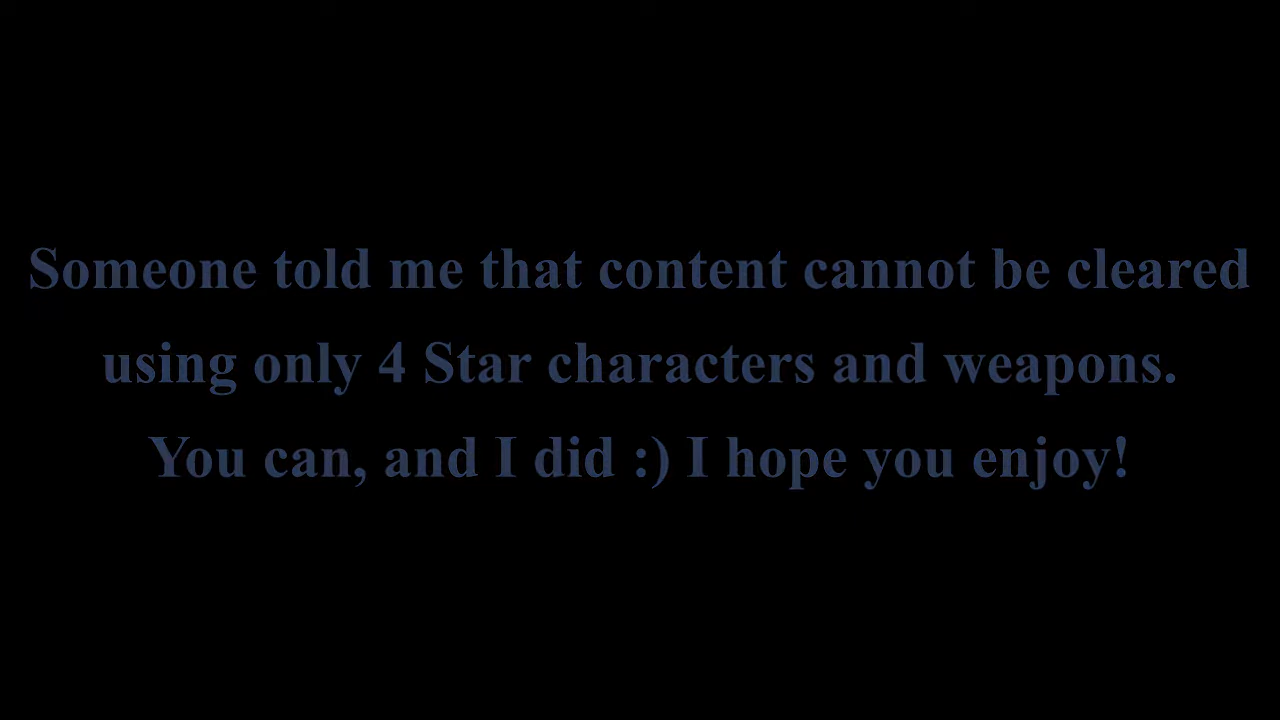 Someone told me that content cannot be cleared
using only 4 Star characters and weapons.
You can, and I did :) I hope you enjoy!